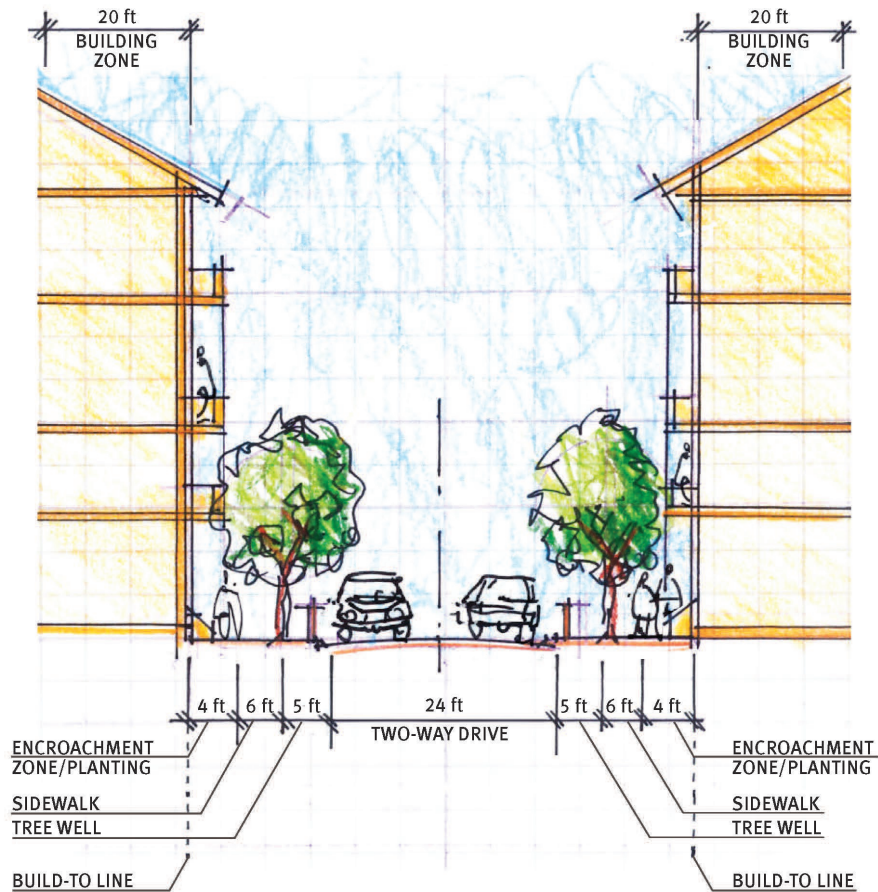 20 ft
BUILDING
ZONE
20 ft
BUILDING
ZONE
4 ft
6 ft
5 ft
24 ft
5 ft
6 ft
4 ft
TWO-WAY DRIVE
ENCROACHMENT
ZONE/PLANTING
ENCROACHMENT
ZONE/PLANTING
SIDEWALK
SIDEWALK
TREE WELL
TREE WELL
BUILD-TO LINE
BUILD-TO LINE